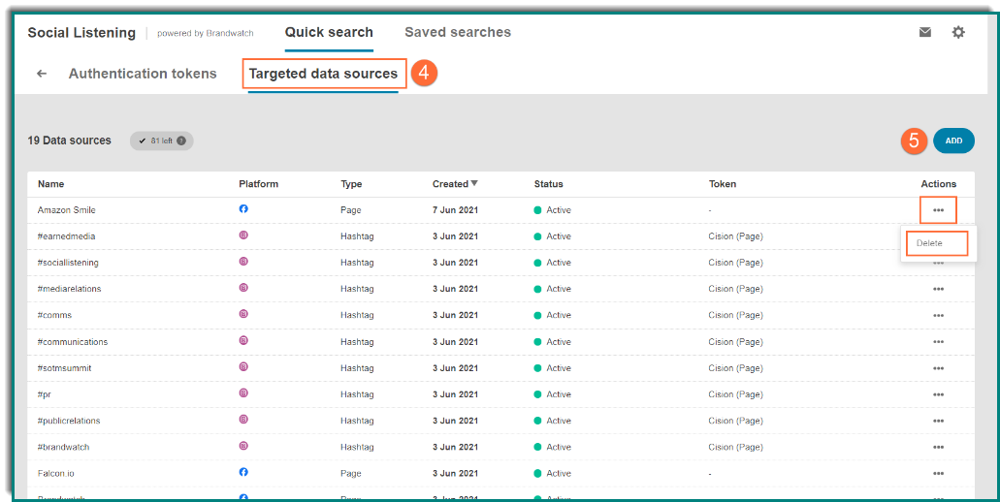 Social Listening powered by Brandwatch Quick search Saved searches
Authentication tokens Targeted data sources 4
19 Data sources 81 left ? 5 ADD
Name Platform Type Created Status Token Actions
Amazon Smile Page 7 Jun 2021 Active -
#earnedmedia Hashtag 3 Jun 2021 Active Cision (Page)
Delete
#sociallistening Hashtag 3 Jun 2021 Active Cision (Page)
#mediarelations Hashtag 3 Jun 2021 Active Cision (Page)
#comms Hashtag 3 Jun 2021 Active Cision (Page)
#communications Hashtag 3 Jun 2021 Active Cision (Page)
#sotmsummit Hashtag 3 Jun 2021 Active Cision (Page)
#pr Hashtag 3 Jun 2021 Active Cision (Page)
#publicrelations Hashtag 3 Jun 2021 Active Cision (Page)
#brandwatch Hashtag 3 Jun 2021 Active Cision (Page)
Falcon.io Page 3 Jun 2021 Active -
Brandwatch Page 3 Jun 2021 Active